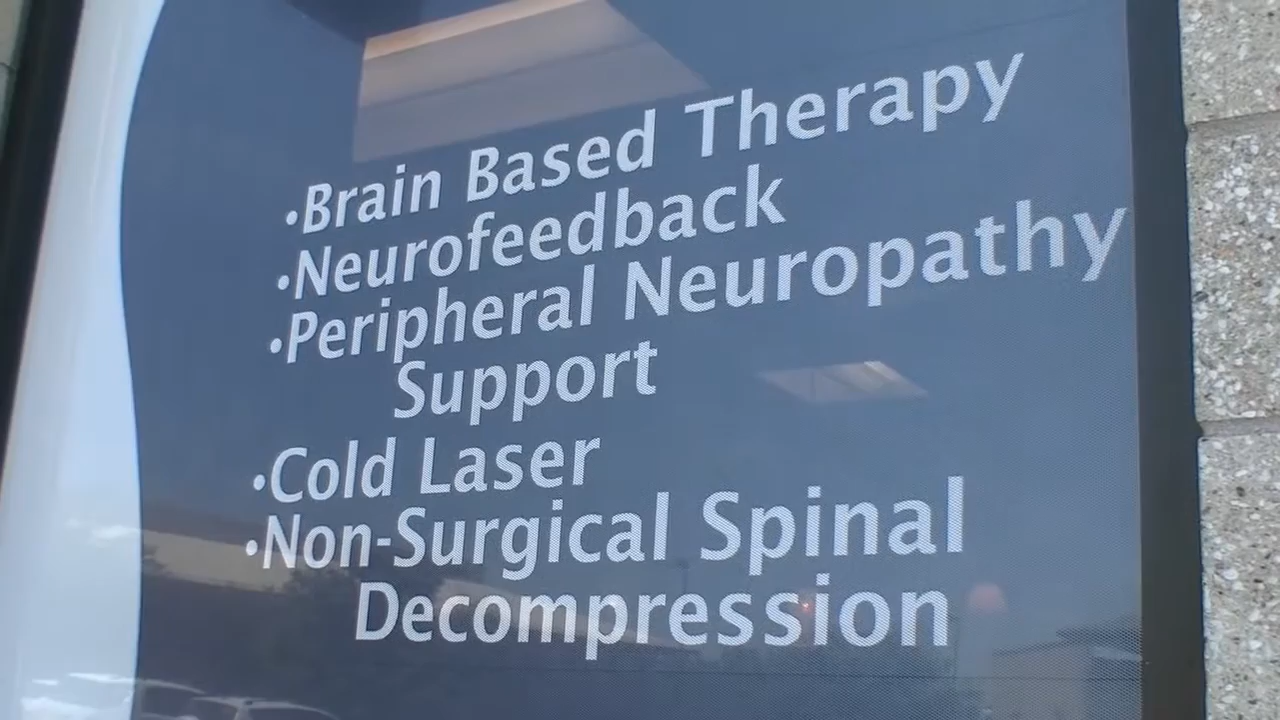 •Brain Based Therapy
•Neurofeedback
•Peripheral Neuropathy
Support
•Cold Laser
•Non-Surgical Spinal
Decompression